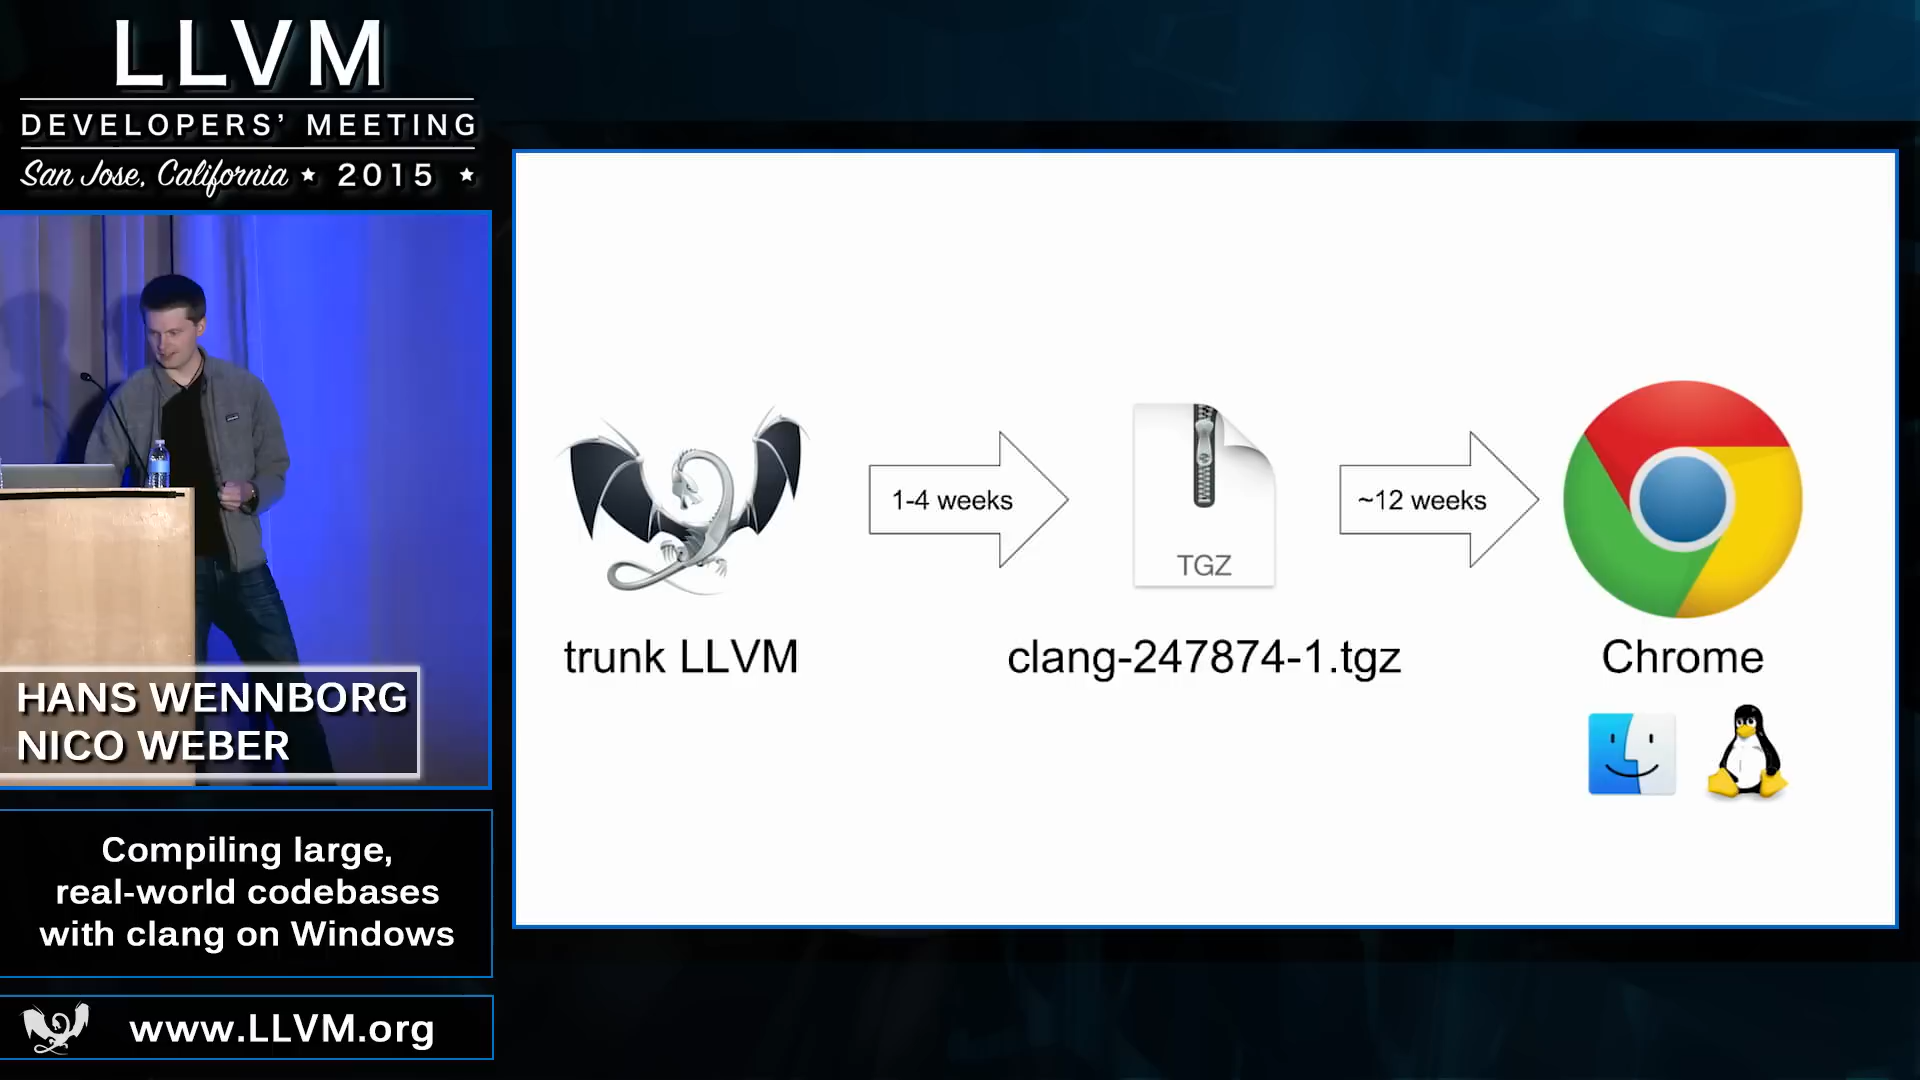 LLVM
DEVELOPERS' MEETING
San Jose, California ★ 2015 ★
HANS WENNBORG
NICO WEBER
Compiling large,
real-world codebases
with clang on Windows
www.LLVM.org
1-4 weeks
TGZ
~12 weeks
trunk LLVM
clang-247874-1.tgz
Chrome